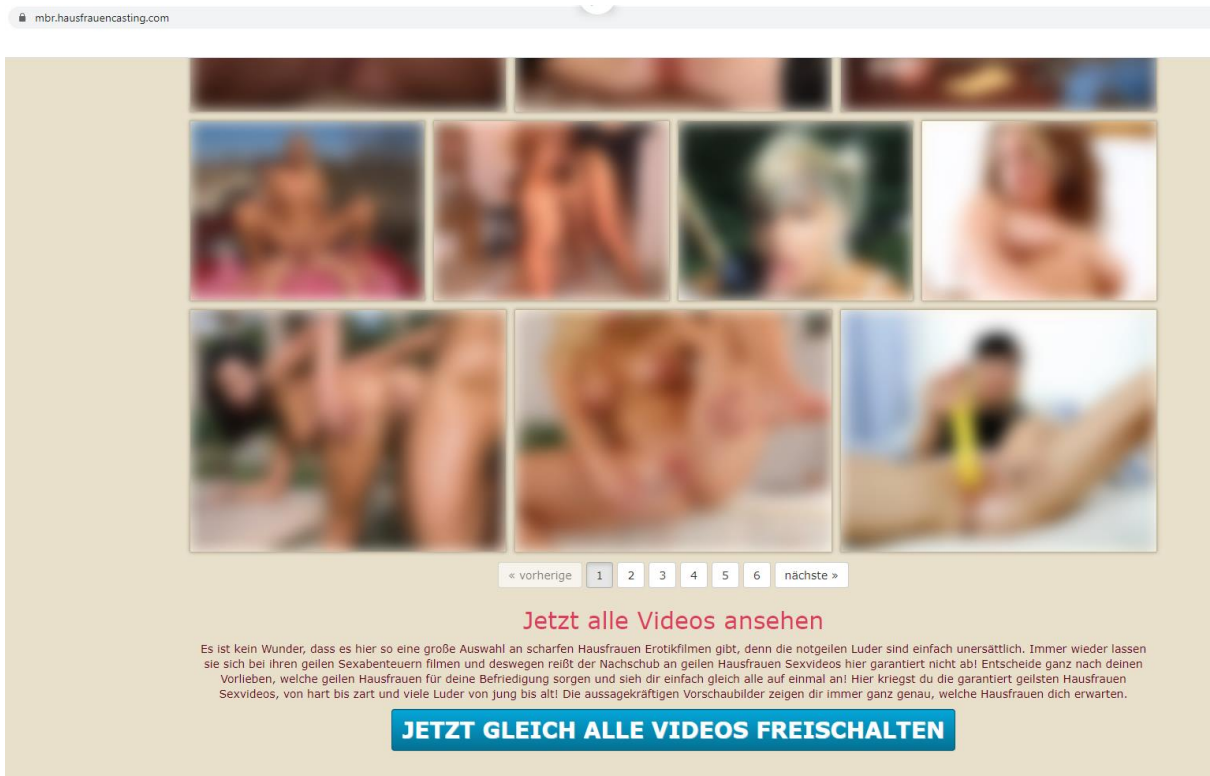 mbr.hausfrauencasting.com
« vorherige 1 2 3 4 5 6 nächste »
Jetzt alle Videos ansehen
Es ist kein Wunder, dass es hier so eine große Auswahl an scharfen Hausfrauen Erotikfilmen gibt, denn die notgeilen Luder sind einfach unersättlich. Immer wieder lassen
sie sich bei ihren geilen Sexabenteuern filmen und deswegen reißt der Nachschub an geilen Hausfrauen Sexvideos hier garantiert nicht ab! Entscheide ganz nach deinen
Vorlieben, welche geilen Hausfrauen für deine Befriedigung sorgen und sieh dir einfach gleich alle auf einmal an! Hier kriegst du die garantiert geilsten Hausfrauen
Sexvideos, von hart bis zart und viele Luder von jung bis alt! Die aussagekräftigen Vorschaubilder zeigen dir immer ganz genau, welche Hausfrauen dich erwarten.
JETZT GLEICH ALLE VIDEOS FREISCHALTEN